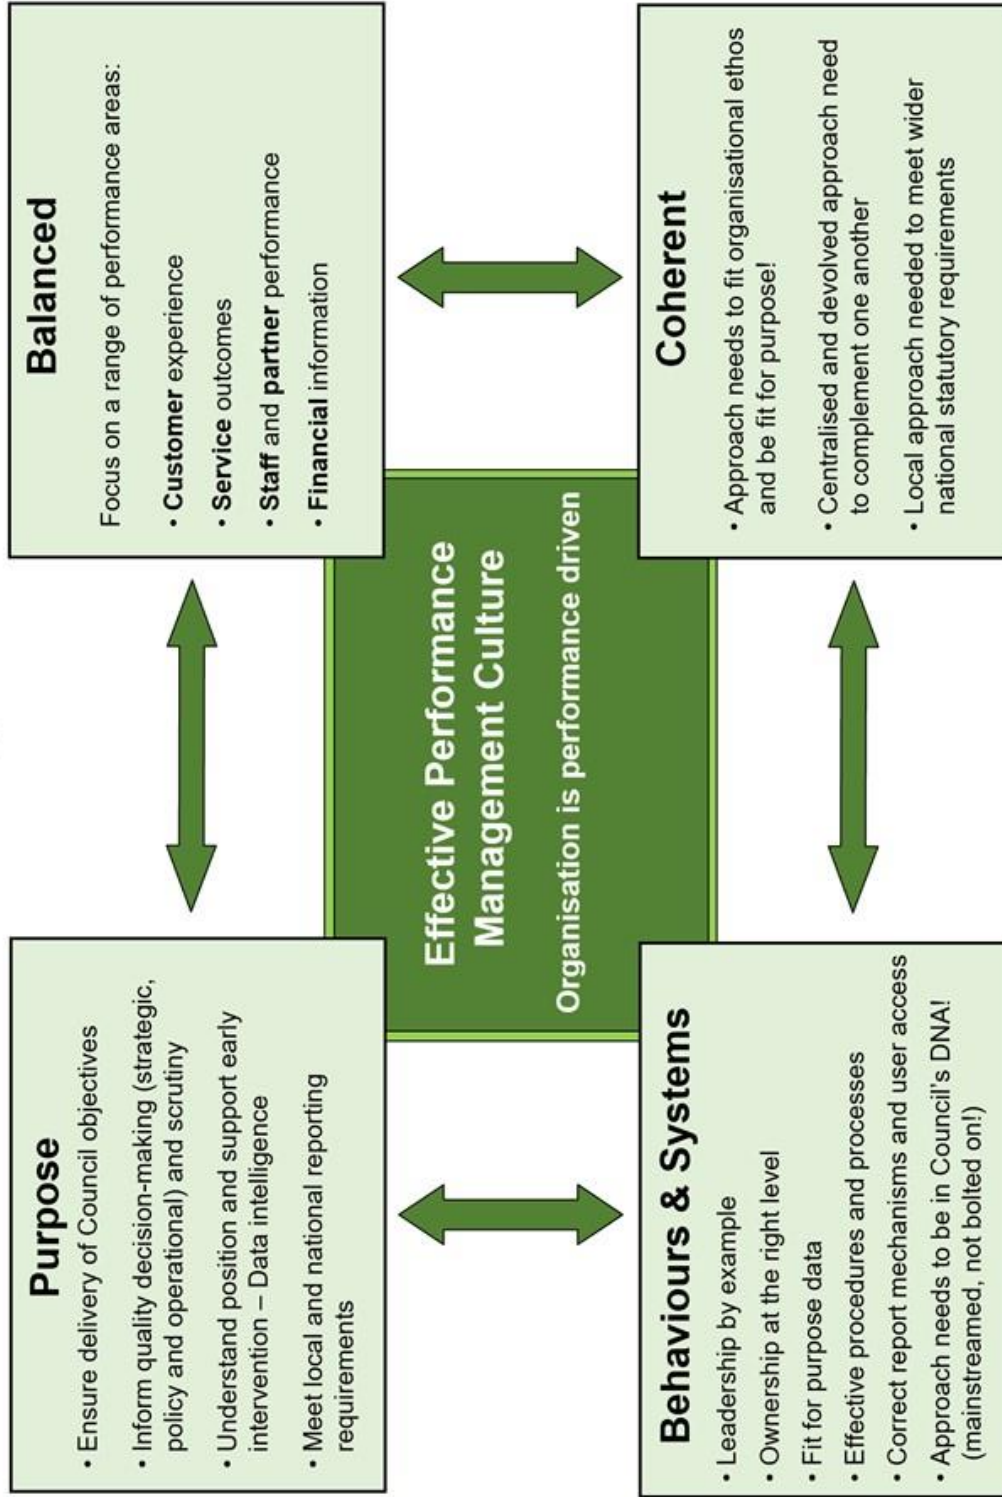 Purpose
• Ensure delivery of Council objectives
• Inform quality decision-making (strategic,
policy and operational) and scrutiny
• Understand position and support early
intervention – Data intelligence
• Meet local and national reporting
requirements
Balanced
Focus on a range of performance areas:
• Customer experience
• Service outcomes
• Staff and partner performance
• Financial information
Effective Performance
Management Culture
Organisation is performance driven
Behaviours & Systems
• Leadership by example
• Ownership at the right level
• Fit for purpose data
• Effective procedures and processes
• Correct report mechanisms and user access
• Approach needs to be in Council's DNA!
(mainstreamed, not bolted on!)
Coherent
• Approach needs to fit organisational ethos
and be fit for purpose!
• Centralised and devolved approach need
to complement one another
• Local approach needed to meet wider
national statutory requirements